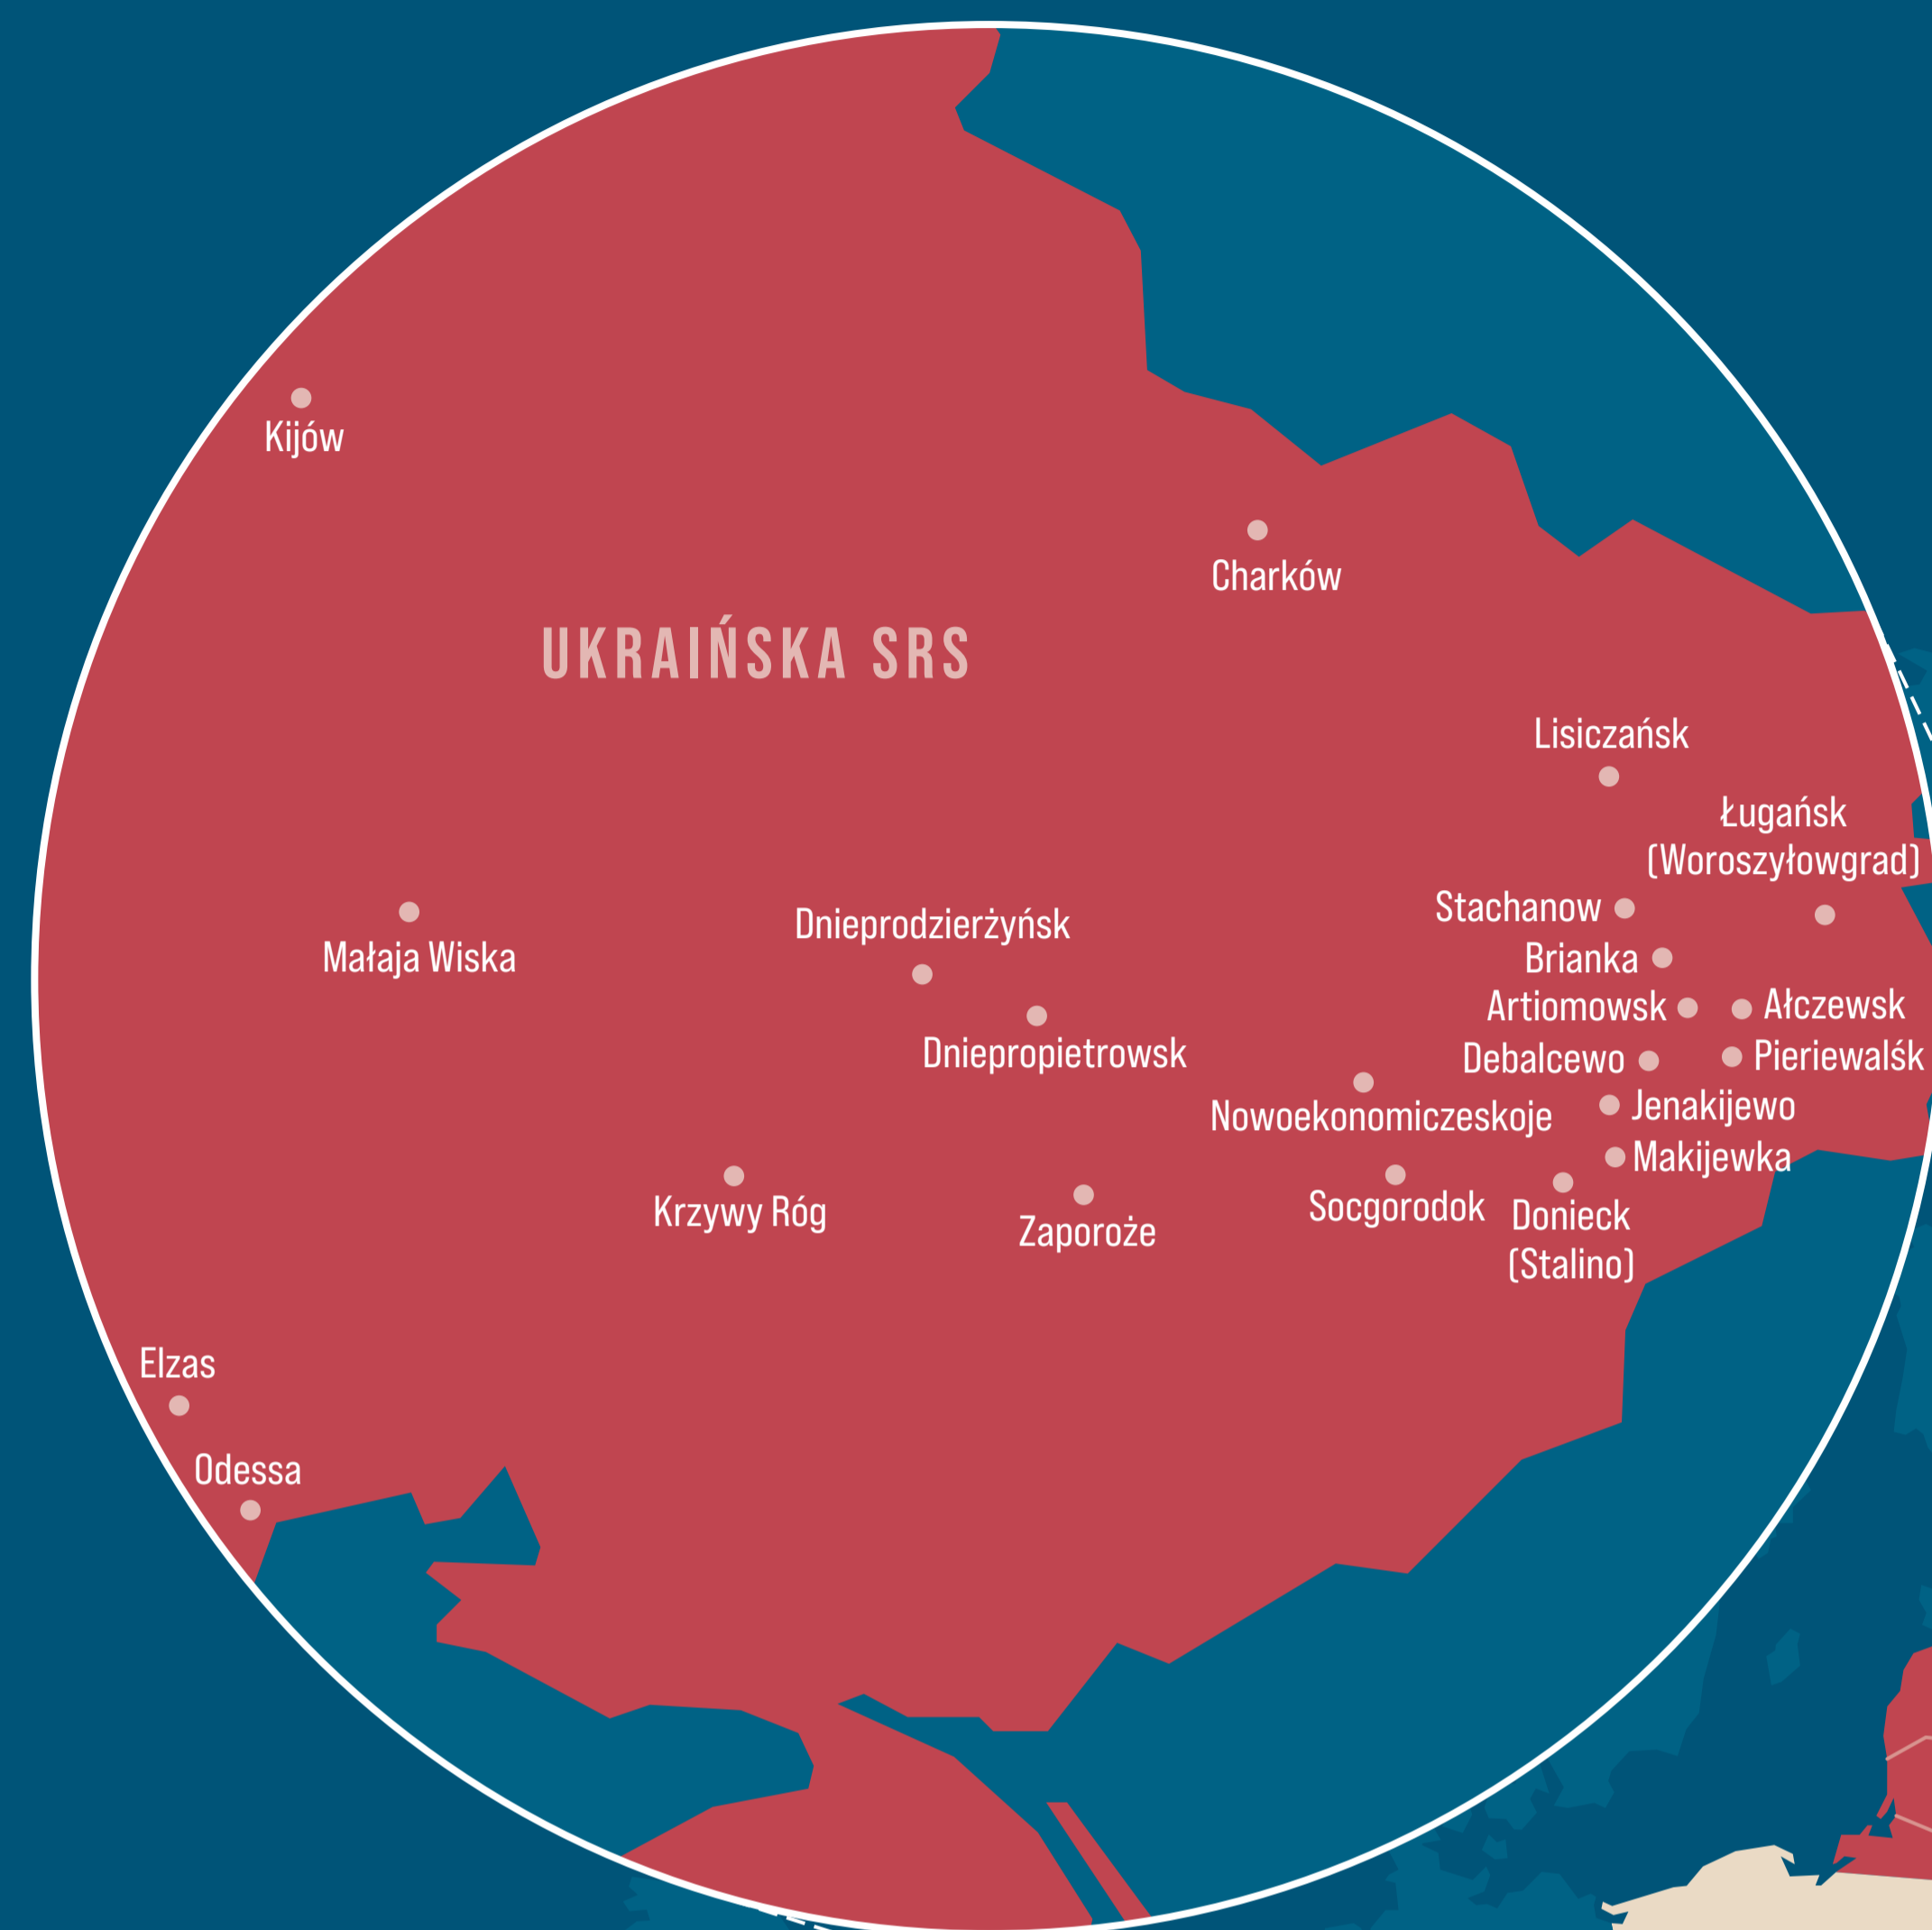 Kijów
Charków
UKRAIŃSKA SRS
Lisiczańsk
Ługańsk
(Woroszyłowgrad)
Stachanow
Małaja Wiska
Dnieprodzierżyńsk
Brianka
Artiomowsk
Ałczewsk
Dniepropietrowsk
Debalcewo
Pieriewalśk
Nowoekonomiczeskoje
Jenakijewo
Makijewka
Krzywy Róg
Zaporoże
Socgorodok
Donieck
(Stalino)
Elzas
Odessa